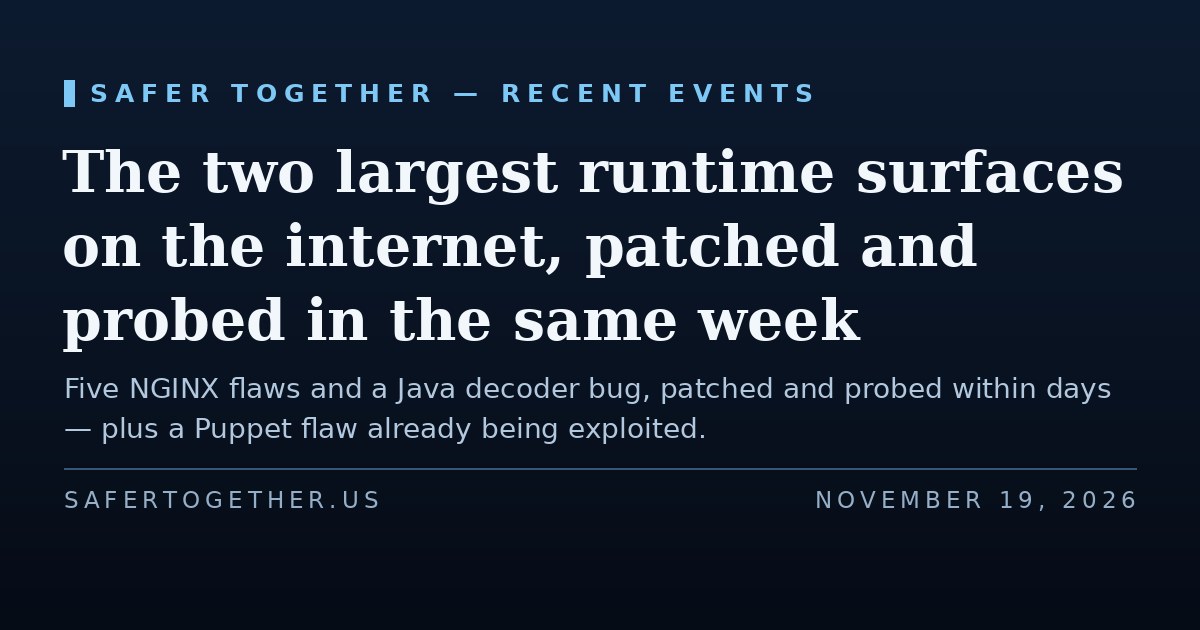 SAFER TOGETHER — RECENT EVENTS
The two largest runtime surfaces
on the internet, patched and
probed in the same week
Five NGINX flaws and a Java decoder bug, patched and probed within days
— plus a Puppet flaw already being exploited.
SAFERTOGETHER.US
NOVEMBER 19, 2026